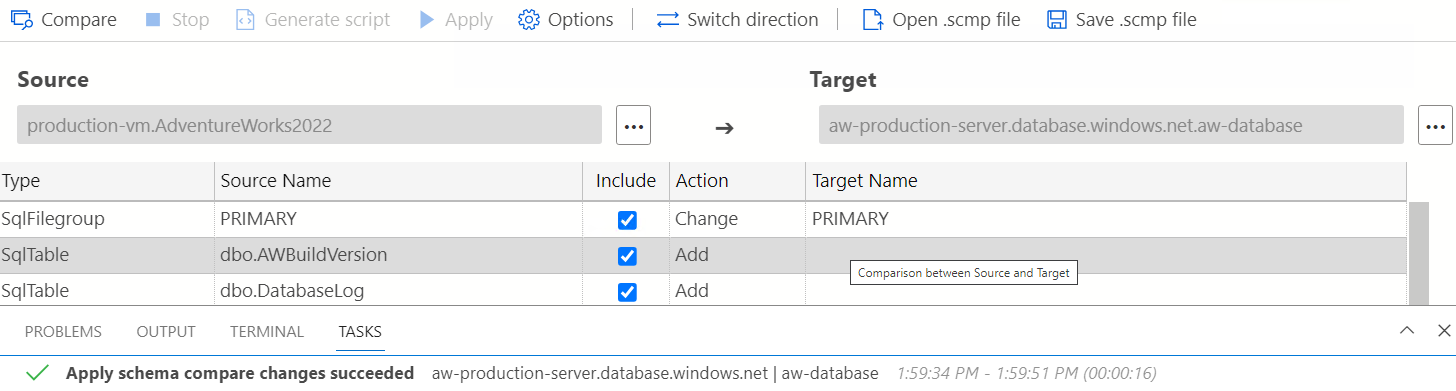 Compare Stop Generate script Apply Options Switch direction Open .scmp file Save .scmp file
Source Target
production-vm.AdventureWorks2022 ••• ➔ aw-production-server.database.windows.net.aw-database •••
Type Source Name Include Action Target Name
SqlFilegroup PRIMARY Change PRIMARY
SqlTable dbo.AWBuildVersion Add
Comparison between Source and Target
SqlTable dbo.DatabaseLog Add
PROBLEMS OUTPUT TERMINAL TASKS
Apply schema compare changes succeeded aw-production-server.database.windows.net | aw-database 1:59:34 PM - 1:59:51 PM (00:00:16)